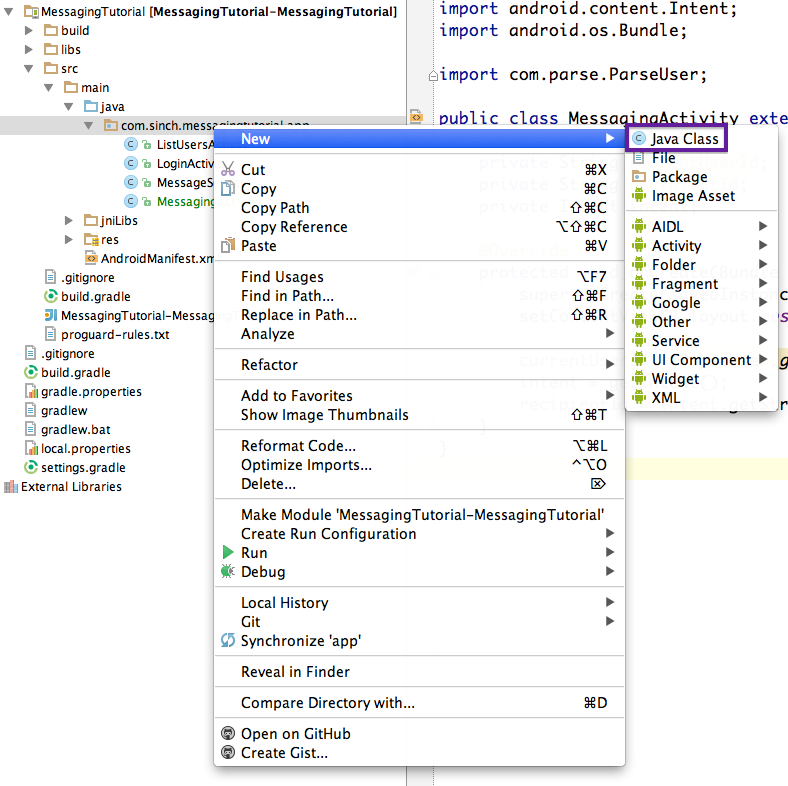 MessagingTutorial [MessagingTutorial-MessagingTutorial]
build
libs
src
main
java
com.sinch.messagingtutorial.app
ListUsersA
LoginActiv
MessageS
Messaging
jniLibs
res
AndroidManifest.xm
.gitignore
build.gradle
MessagingTutorial-Messag
proguard-rules.txt
.gitignore
build.gradle
gradle.properties
gradlew
gradlew.bat
local.properties
settings.gradle
External Libraries
import android.content.Intent;
import android.os.Bundle;
import com.parse.ParseUser;
public class MessagingActivity exte
New
Cut ⌘X
Copy ⌘C
Copy Path ⇧⌘C
Copy Reference ⌥⇧⌘C
Paste ⌘V
Find Usages ⌥F7
Find in Path... ⇧⌘F
Replace in Path... ⇧⌘R
Analyze
Refactor
Add to Favorites
Show Image Thumbnails ⇧⌘T
Reformat Code... ⌥⌘L
Optimize Imports... ^⌥O
Delete... ⌦
Make Module 'MessagingTutorial-MessagingTutorial'
Create Run Configuration
Run
Debug
Local History
Git
Synchronize 'app'
Reveal in Finder
Compare Directory with... ⌘D
Open on GitHub
Create Gist...
Java Class
File
Package
Image Asset
AIDL
Activity
Folder
Fragment
Google
Other
Service
UI Component
Widget
XML